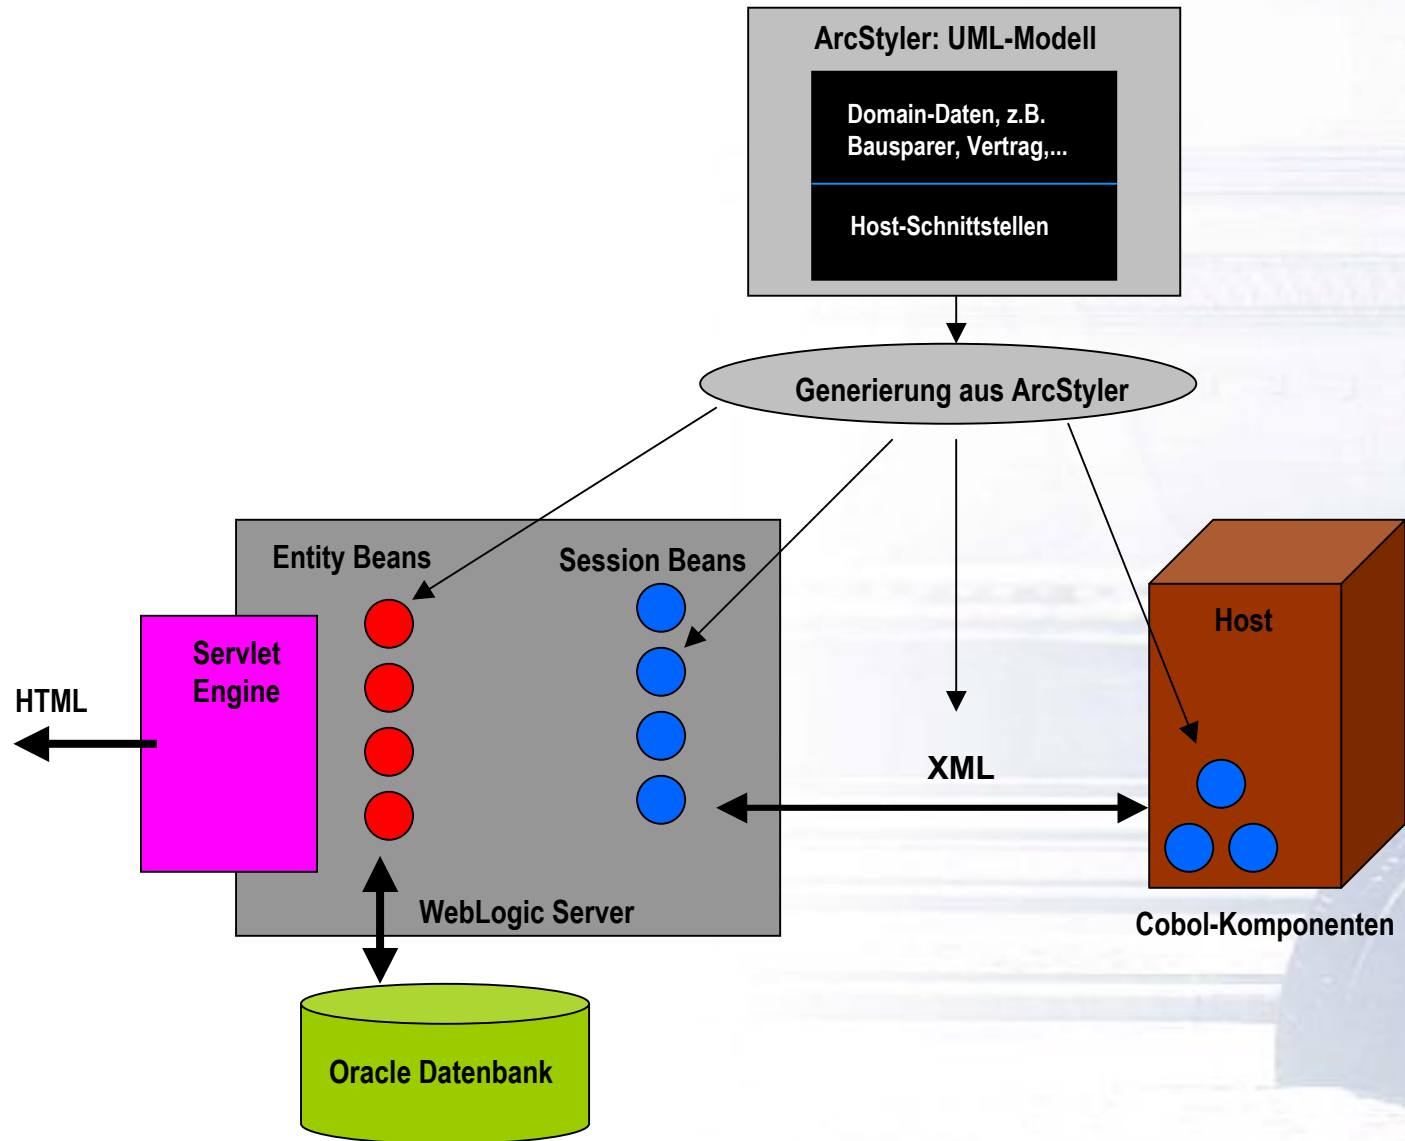 ArcStyler: UML-Modell
Domain-Daten, z.B.
Bausparer, Vertrag,...
Host-Schnittstellen
Generierung aus ArcStyler
Entity Beans
Session Beans
Servlet
Engine
HTML
Host
XML
WebLogic Server
Cobol-Komponenten
Oracle Datenbank